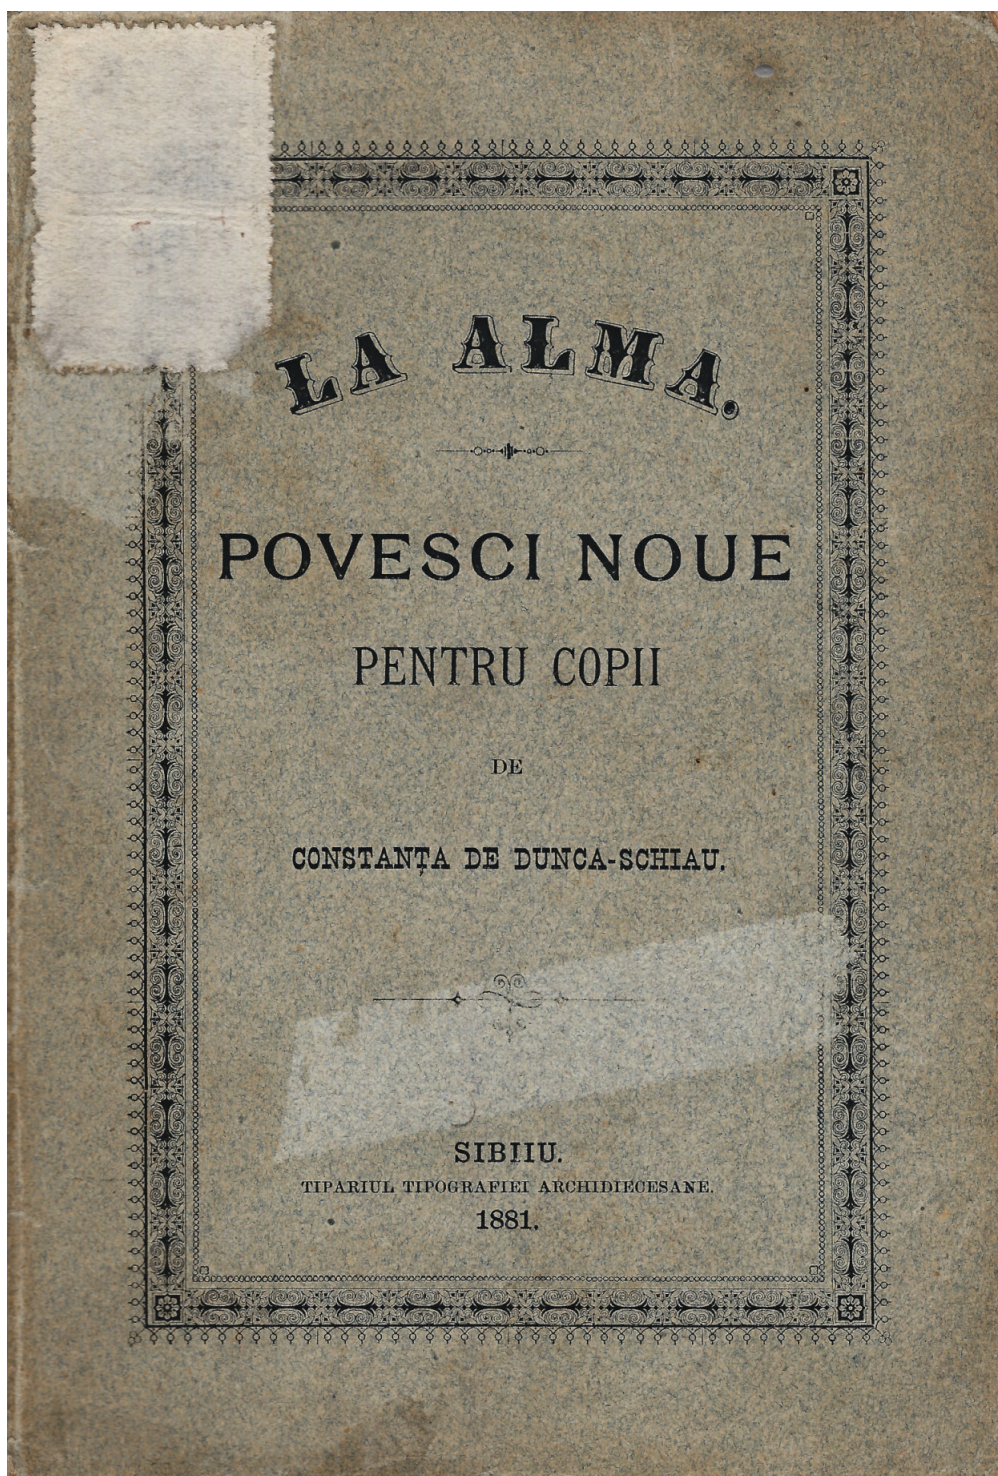 LA ALMA.
POVESCI NOUE
PENTRU COPII
DE
CONSTANȚA DE DUNCA-SCHIAU.
SIBIIU.
TIPARIUL TIPOGRAFIEI ARCHIDIECESANE.
1881.